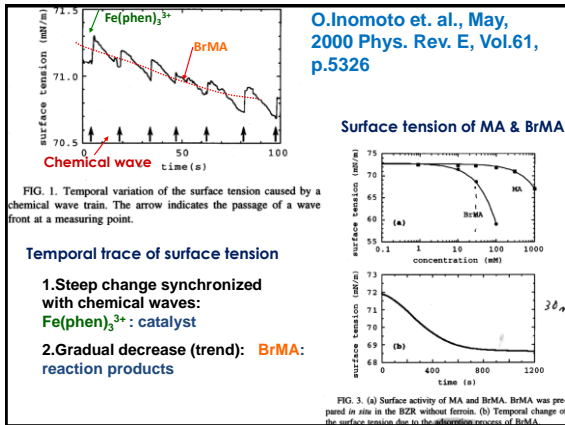 O.Inomoto et. al., May,
2000 Phys. Rev. E, Vol.61,
p.5326
71.5
71.0
70.5
surface tension (mN/m)
Fe(phen)₃³⁺
BrMA
Chemical wave
0
50
100
time(s)
FIG. 1. Temporal variation of the surface tension caused by a
chemical wave train. The arrow indicates the passage of a wave
front at a measuring point.
Temporal trace of surface tension
1.Steep change synchronized
with chemical waves:
Fe(phen)₃³⁺ : catalyst
2.Gradual decrease (trend): BrMA:
reaction products
Surface tension of MA & BrMA
75
70
65
60
55
surface tension (mN/m)
MA
BrMA
(a)
0.1 1 10 100 1000
concentration (mM)
73
72
71
70
69
68
surface tension (mN/m)
(b)
0 400 800 1200
time (s)
FIG. 3. (a) Surface activity of MA and BrMA. BrMA was pre-
pared in situ in the BZR without ferroin. (b) Temporal change of
the surface tension due to the adsorption process of BrMA.